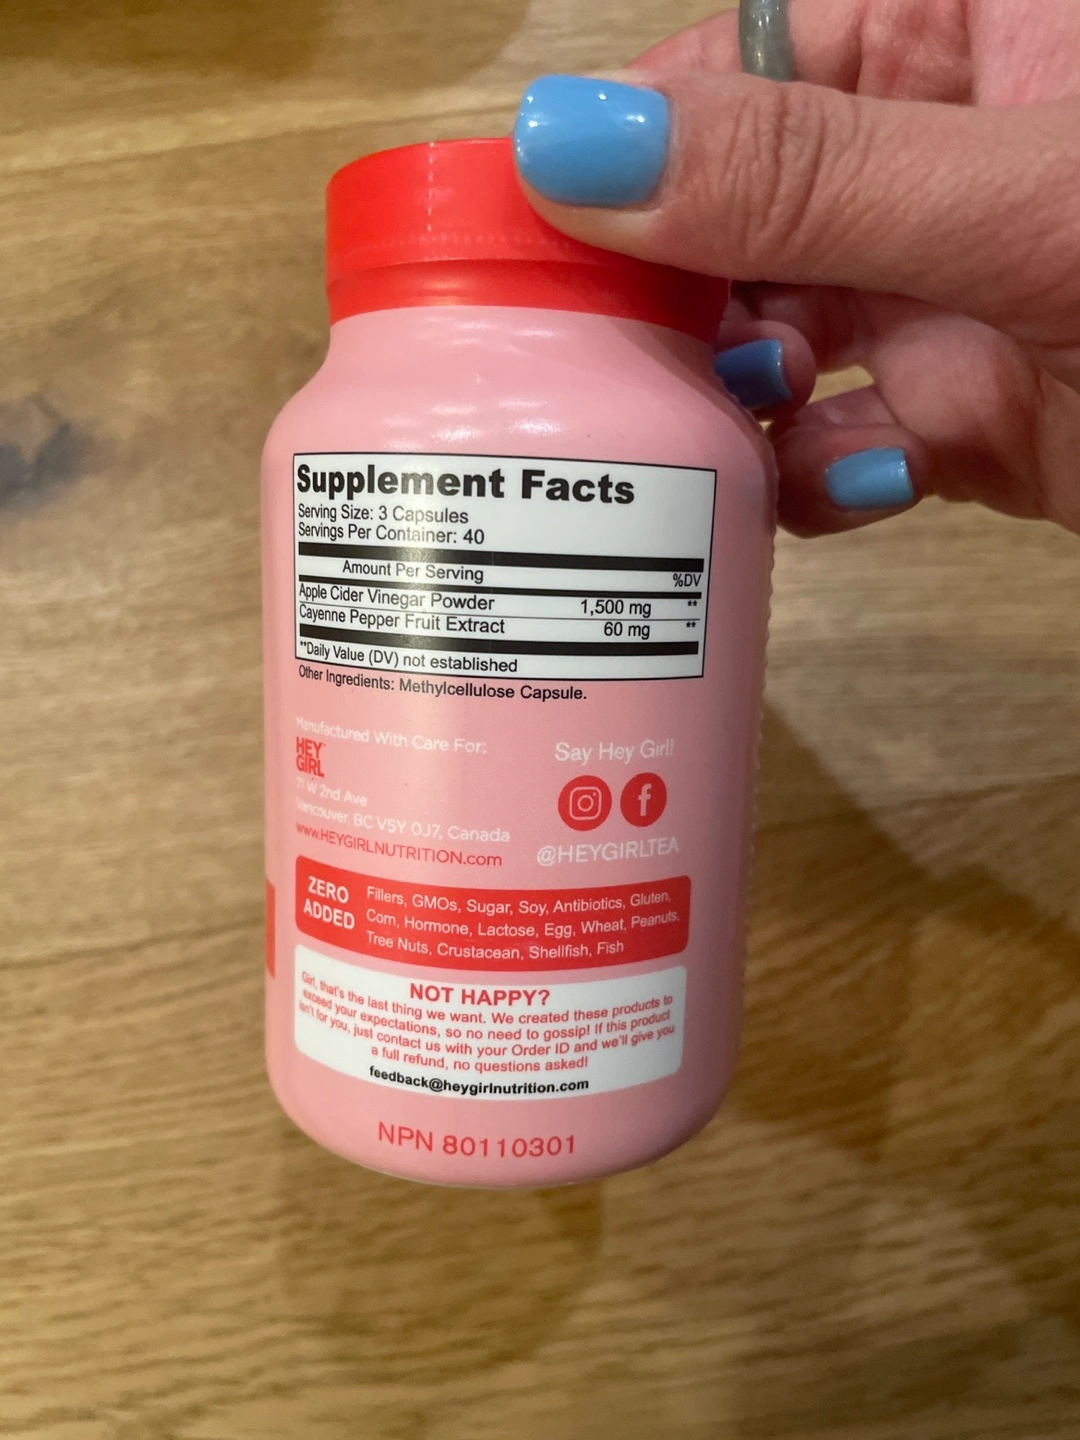 Supplement Facts
Serving Size: 3 Capsules
Servings Per Container: 40
Amount Per Serving %DV
Apple Cider Vinegar Powder 1,500 mg **
Cayenne Pepper Fruit Extract 60 mg **
**Daily Value (DV) not established
Other Ingredients: Methylcellulose Capsule.
Manufactured With Care For:
HEY
GIRL
71 W 2nd Ave
Vancouver, BC V5Y 0J7, Canada
www.HEYGIRLNUTRITION.com
Say Hey Girl!
@HEYGIRLTEA
ZERO
ADDED
Fillers, GMOs, Sugar, Soy, Antibiotics, Gluten,
Corn, Hormone, Lactose, Egg, Wheat, Peanuts,
Tree Nuts, Crustacean, Shellfish, Fish
NOT HAPPY?
Girl, that's the last thing we want. We created these products to
exceed your expectations, so no need to gossip! If this product
isn't for you, just contact us with your Order ID and we'll give you
a full refund, no questions asked!
feedback@heygirlnutrition.com
NPN 80110301